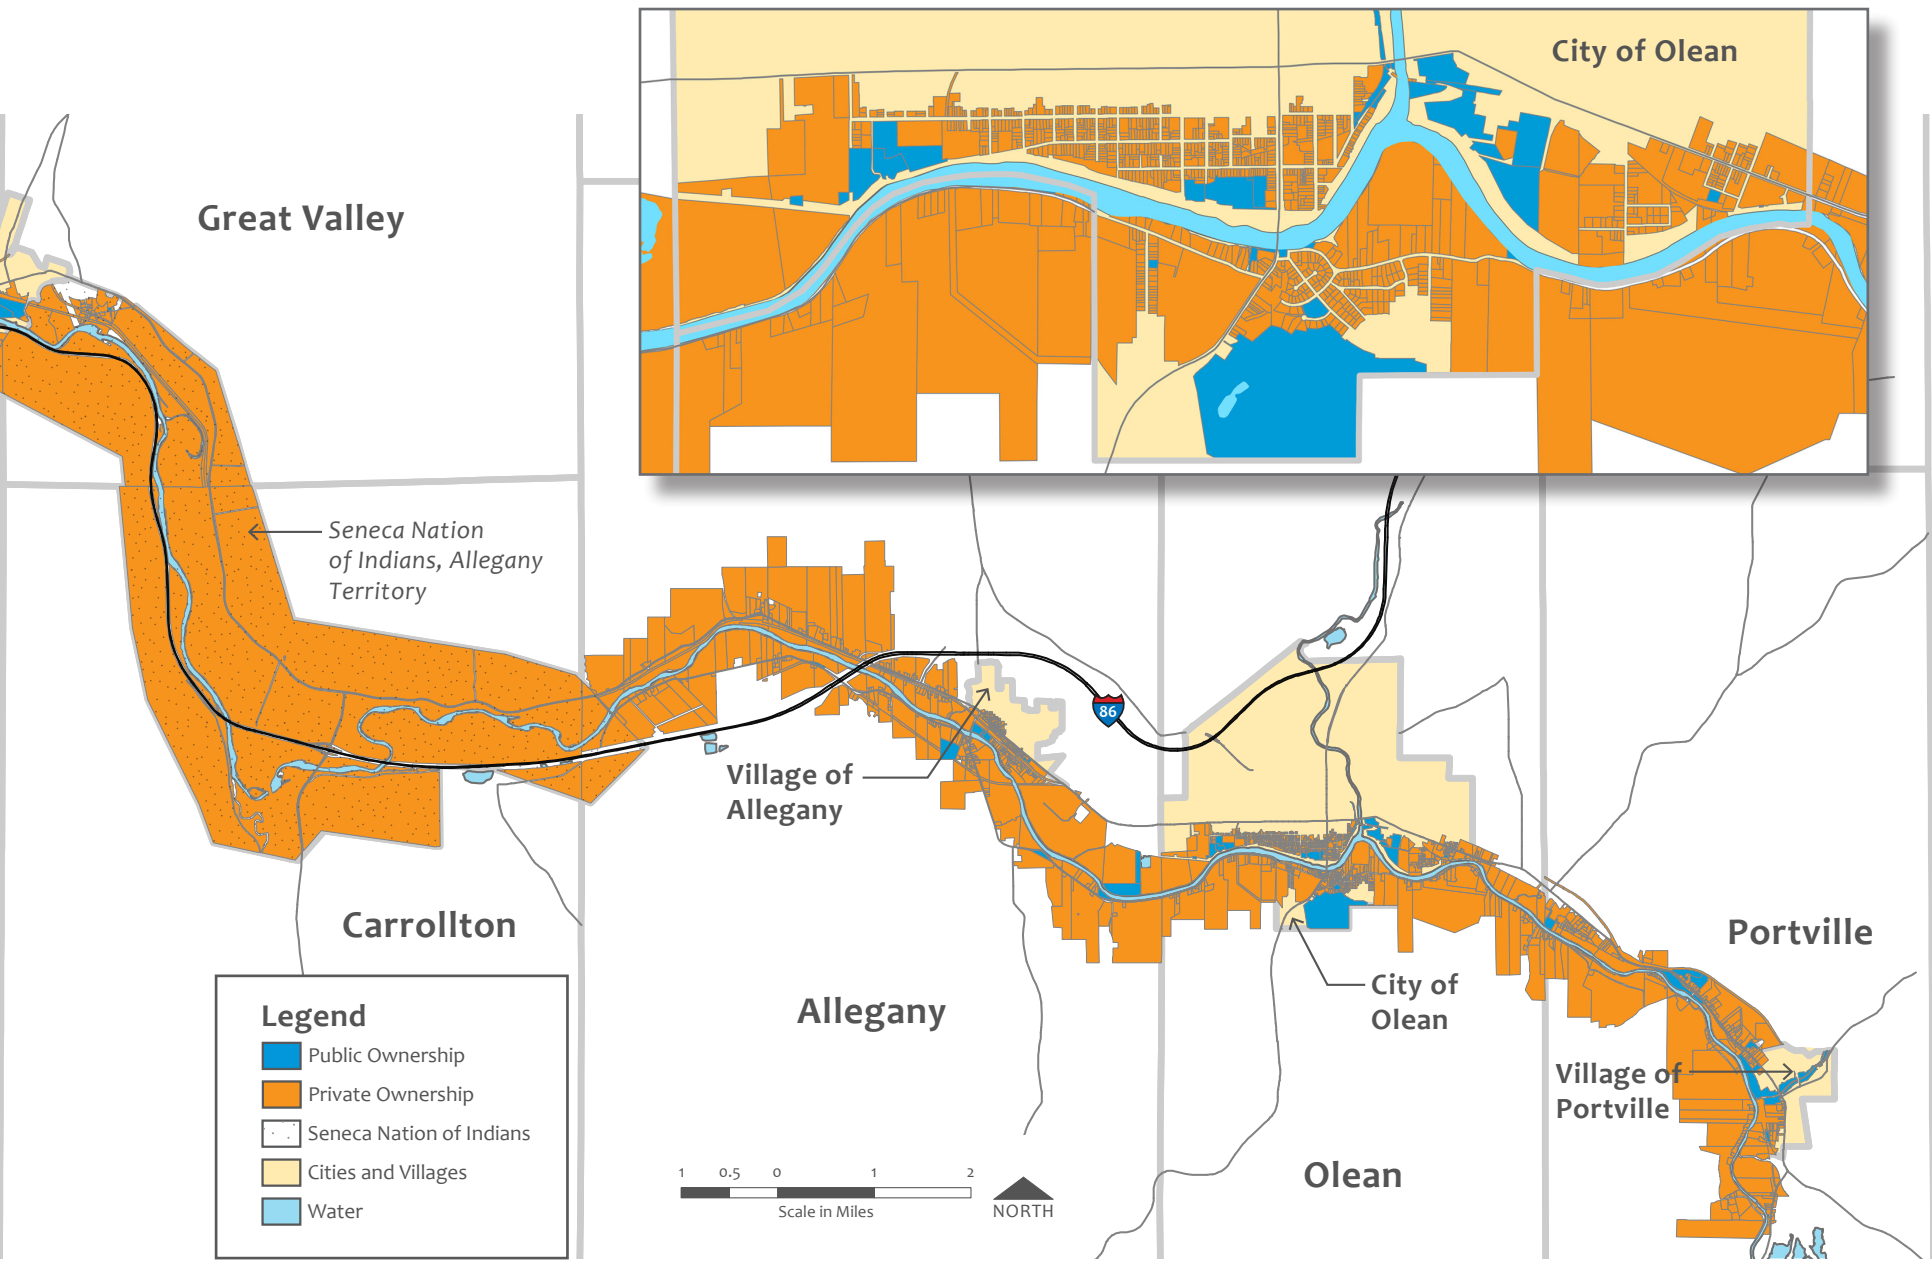 City of Olean
Great Valley
Seneca Nation
of Indians, Allegany
Territory
86
Village of
Allegany
Carrollton
Portville
City of
Olean
Allegany
Village of
Portville
Olean
Legend
Public Ownership
Private Ownership
Seneca Nation of Indians
Cities and Villages
Water
1 0.5 0 1 2
Scale in Miles
NORTH